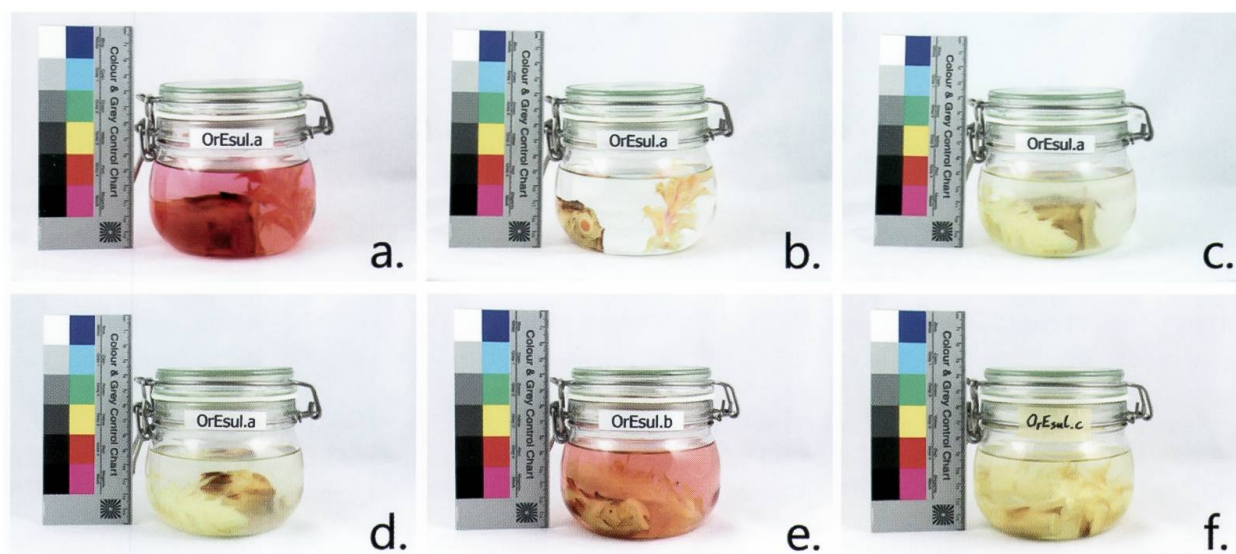 Colour & Grey Control Chart
OrEsul.a
a.
Colour & Grey Control Chart
OrEsul.a
b.
Colour & Grey Control Chart
OrEsul.a
c.
Colour & Grey Control Chart
OrEsul.a
d.
Colour & Grey Control Chart
OrEsul.b
e.
Colour & Grey Control Chart
OrEsul.c
f.